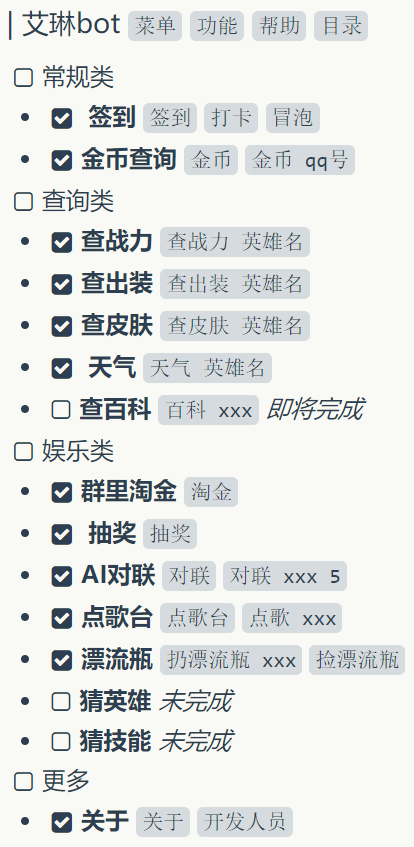 艾琳bot 菜单 功能 帮助 目录
常规类
签到 签到 打卡 冒泡
金币查询 金币 金币 qq号
查询类
查战力 查战力 英雄名
查出装 查出装 英雄名
查皮肤 查皮肤 英雄名
天气 天气 英雄名
查百科 百科 xxx 即将完成
娱乐类
群里淘金 淘金
抽奖 抽奖
AI对联 对联 对联 xxx 5
点歌台 点歌台 点歌 xxx
漂流瓶 扔漂流瓶 xxx 捡漂流瓶
猜英雄 未完成
猜技能 未完成
更多
关于 关于 开发人员